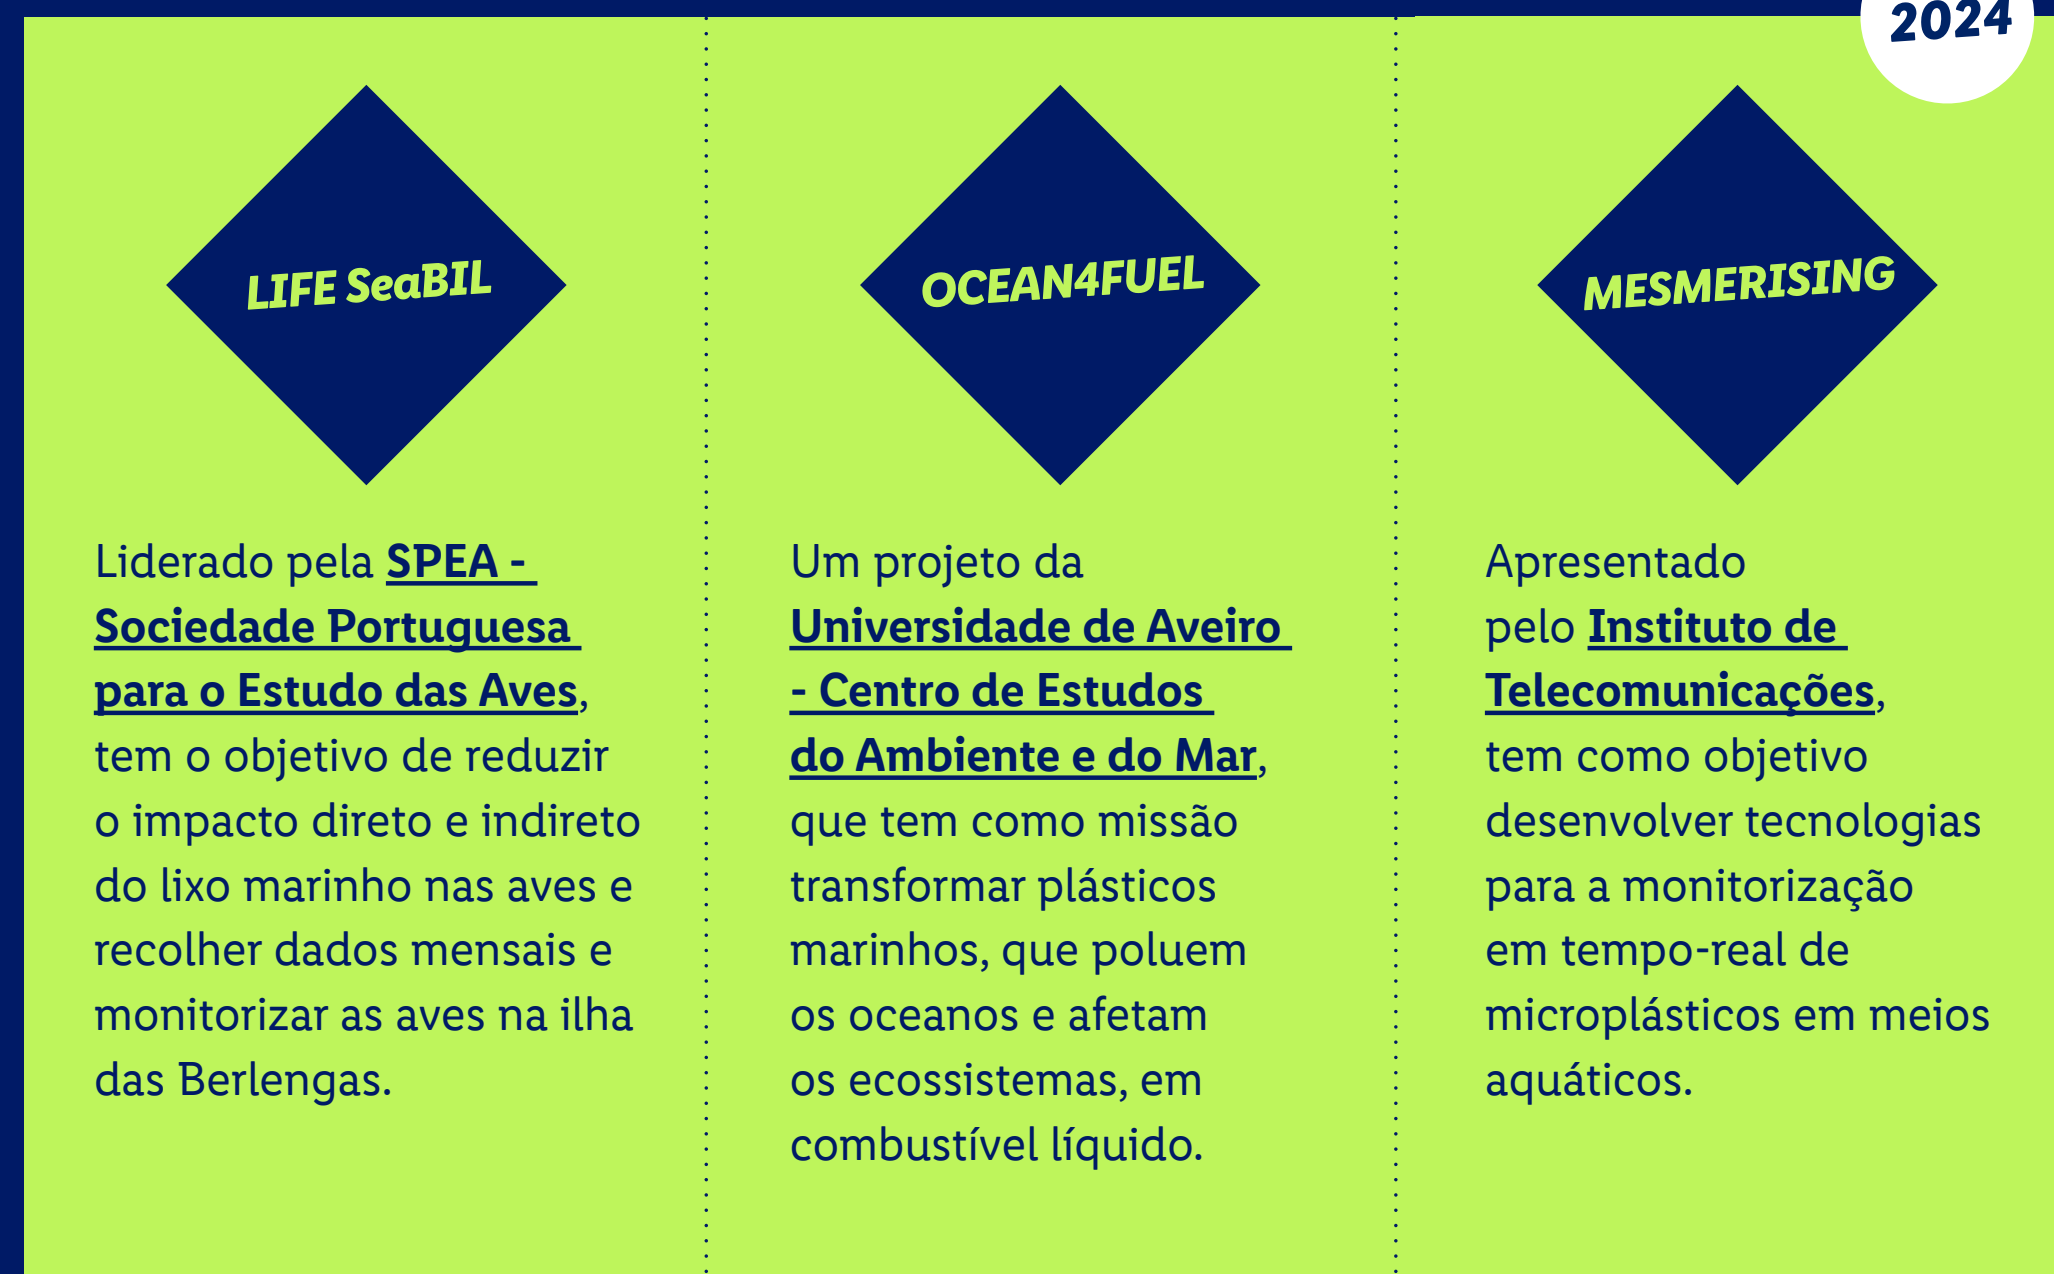 2024
LIFE SeaBIL
Liderado pela SPEA -
Sociedade Portuguesa
para o Estudo das Aves,
tem o objetivo de reduzir
o impacto direto e indireto
do lixo marinho nas aves e
recolher dados mensais e
monitorizar as aves na ilha
das Berlengas.
OCEAN4FUEL
Um projeto da
Universidade de Aveiro
- Centro de Estudos
do Ambiente e do Mar,
que tem como missão
transformar plásticos
marinhos, que poluem
os oceanos e afetam
os ecossistemas, em
combustível líquido.
MESMERISING
Apresentado
pelo Instituto de
Telecomunicações,
tem como objetivo
desenvolver tecnologias
para a monitorização
em tempo-real de
microplásticos em meios
aquáticos.